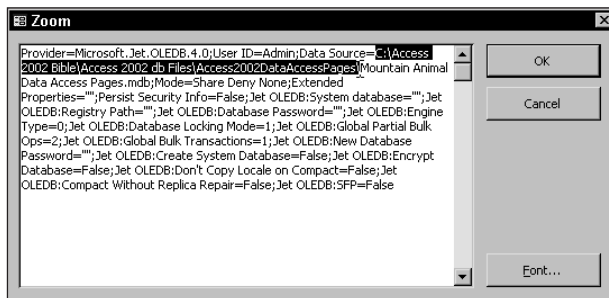 Zoom
Provider=Microsoft.Jet.OLEDB.4.0;User ID=Admin;Data Source=C:\Access
2002 Bible\Access 2002 db Files\Access2002DataAccessPages\Mountain Animal
Data Access Pages.mdb;Mode=Share Deny None;Extended
Properties="";Persist Security Info=False;Jet OLEDB:System database="";Jet
OLEDB:Registry Path="";Jet OLEDB:Database Password="";Jet OLEDB:Engine
Type=0;Jet OLEDB:Database Locking Mode=1;Jet OLEDB:Global Partial Bulk
Ops=2;Jet OLEDB:Global Bulk Transactions=1;Jet OLEDB:New Database
Password="";Jet OLEDB:Create System Database=False;Jet OLEDB:Encrypt
Database=False;Jet OLEDB:Don't Copy Locale on Compact=False;Jet
OLEDB:Compact Without Replica Repair=False;Jet OLEDB:SFP=False
OK
Cancel
Font...